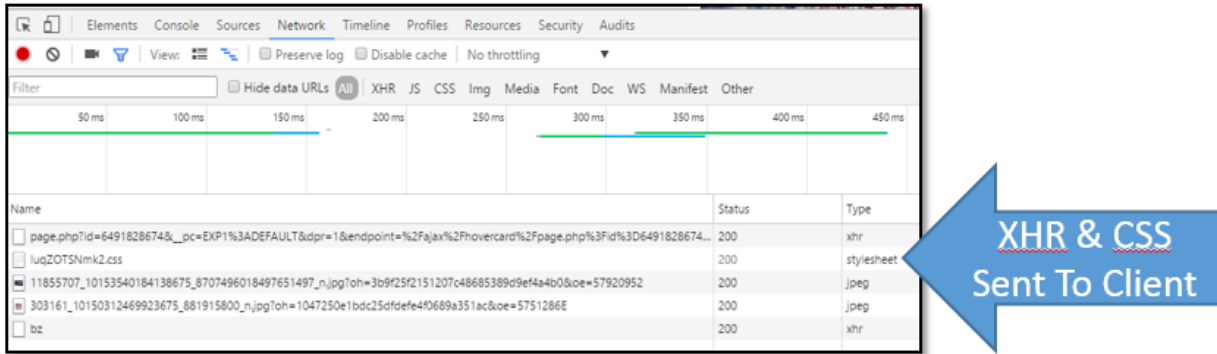 Elements Console Sources Network Timeline Profiles Resources Security Audits
View: Preserve log Disable cache No throttling
Filter Hide data URLs All XHR JS CSS Img Media Font Doc WS Manifest Other
50 ms 100 ms 150 ms 200 ms 250 ms 300 ms 350 ms 400 ms 450 ms
Name Status Type
page.php?id=6491828674&__pc=EXP1%3ADEFAULT&dpr=1&endpoint=%2Fajax%2Fhovercard%2Fpage.php%3Fid%3D6491828674... 200 xhr
IuqZOTSNmk2.css 200 stylesheet
11855707_10153540184138675_8707496018497651497_n.jpg?oh=3b9f25f2151207c48685389d9ef4a4b0&oe=57920952 200 jpeg
303161_10150312469923675_881915800_n.jpg?oh=1047250e1bdc25dfdefe4f0689a351ac&oe=5751286E 200 jpeg
bz 200 xhr
XHR & CSS
Sent To Client